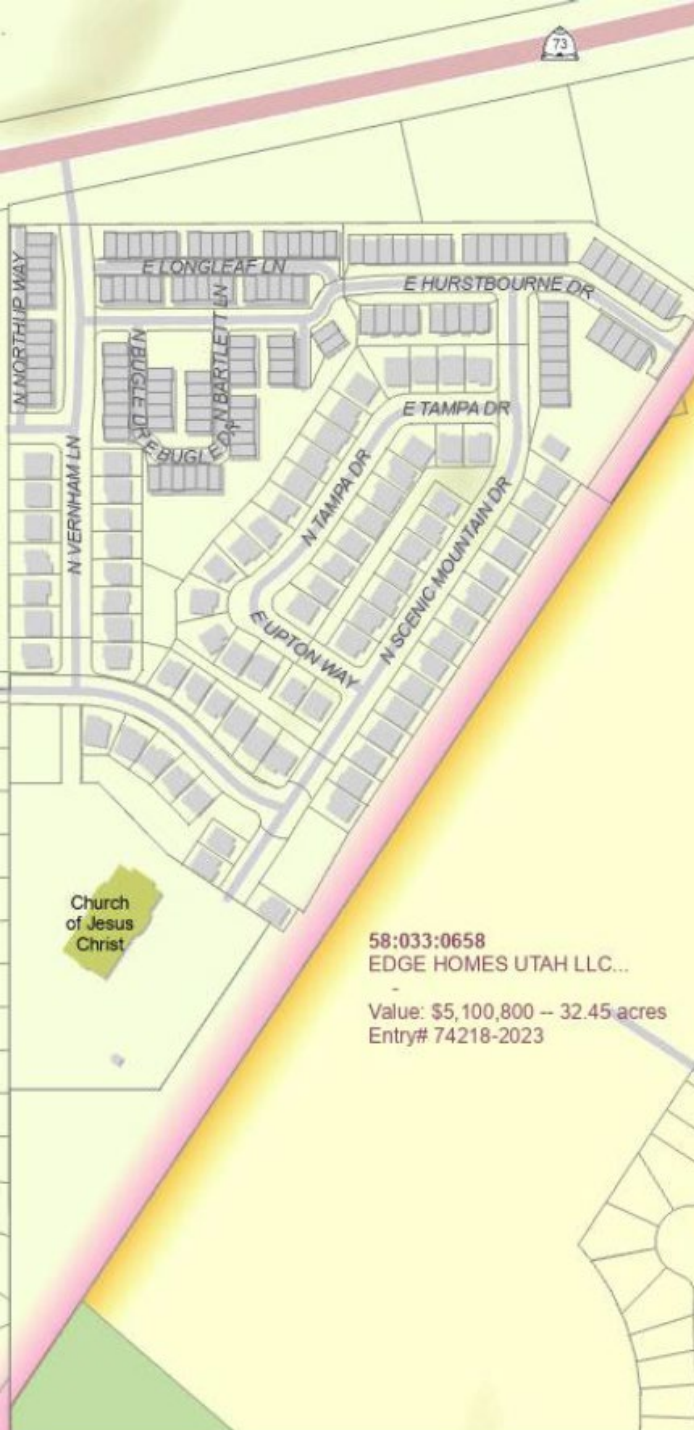 73
E LONGLEAF LN
E HURSTBOURNE DR
N NORTHUP WAY
N BUGLE DR
N BARTLETT LN
E TAMPA DR
E BUGLE DR
N VERNHAM LN
N TAMPA DR
N SCENIC MOUNTAIN DR
E UPTON WAY
Church
of Jesus
Christ
58:033:0658
EDGE HOMES UTAH LLC...
-
Value: $5,100,800 -- 32.45 acres
Entry# 74218-2023